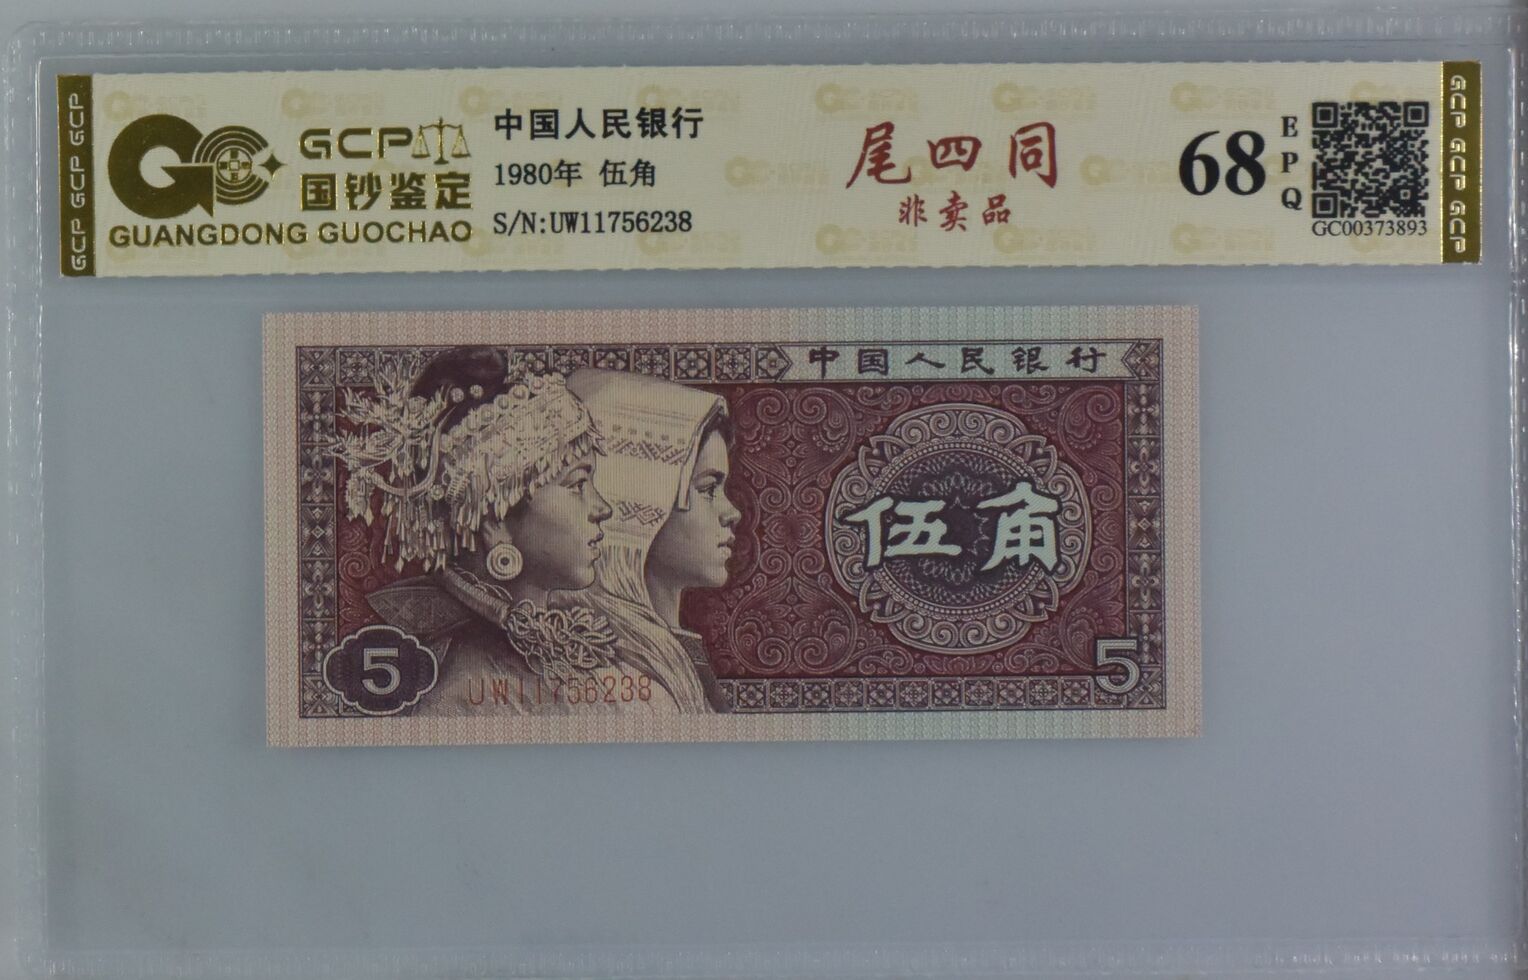 GCP GCP GCP
GCP
国钞鉴定
GUANGDONG GUOCHAO
中国人民银行
1980年 伍角
S/N:UW11756238
尾四同
非卖品
68
EPQ
GC00373893
GCP GCP GCP
中国人民银行
伍角
5
UW11756238
5